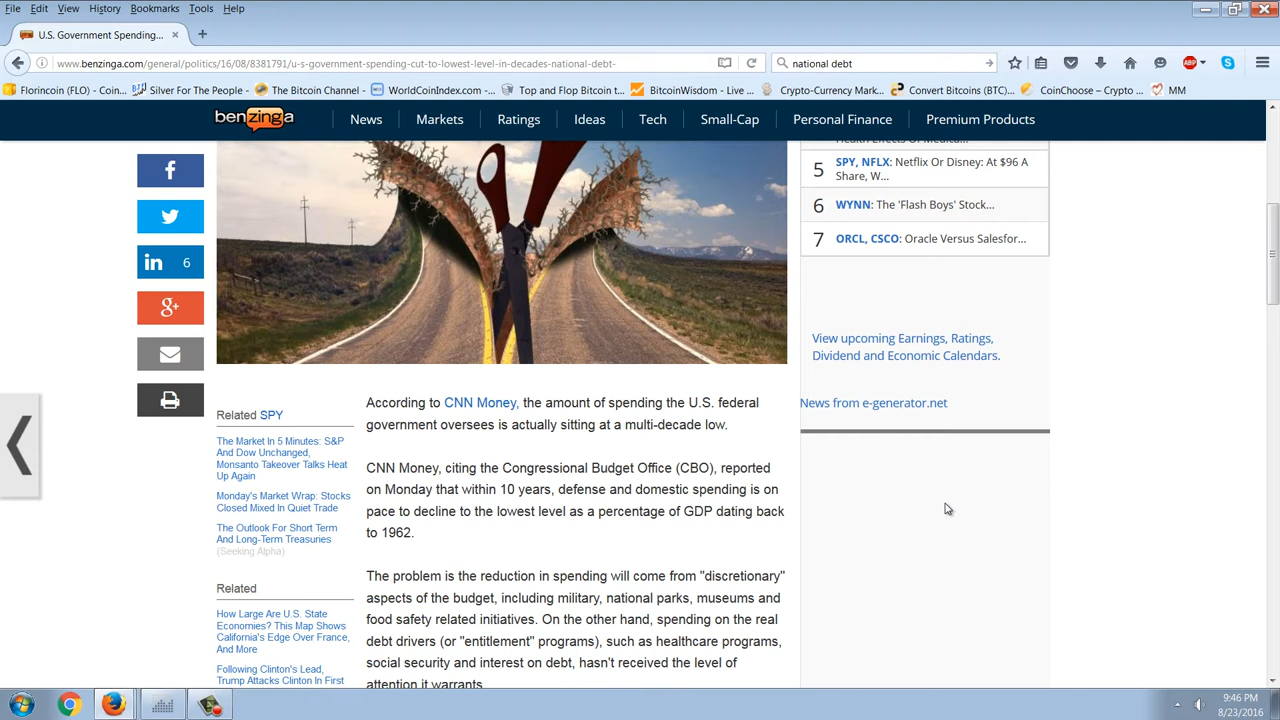 File Edit View History Bookmarks Tools Help
U.S. Government Spending...
www.benzinga.com/general/politics/16/08/8381791/u-s-government-spending-cut-to-lowest-level-in-decades-national-debt-
national debt
ABP
Florincoin (FLO) - Coin... Silver For The People - ... The Bitcoin Channel - ... WorldCoinIndex.com - ... Top and Flop Bitcoin t... BitcoinWisdom - Live ... Crypto-Currency Mark... Convert Bitcoins (BTC)... CoinChoose – Crypto ... MM
benzinga News Markets Ratings Ideas Tech Small-Cap Personal Finance Premium Products
5 SPY, NFLX: Netflix Or Disney: At $96 A
Share, W...
6 WYNN: The 'Flash Boys' Stock...
7 ORCL, CSCO: Oracle Versus Salesfor...
in 6
g+
View upcoming Earnings, Ratings,
Dividend and Economic Calendars.
News from e-generator.net
Related SPY
The Market In 5 Minutes: S&P
And Dow Unchanged,
Monsanto Takeover Talks Heat
Up Again
Monday's Market Wrap: Stocks
Closed Mixed In Quiet Trade
The Outlook For Short Term
And Long-Term Treasuries
(Seeking Alpha)
Related
How Large Are U.S. State
Economies? This Map Shows
California's Edge Over France,
And More
Following Clinton's Lead,
Trump Attacks Clinton In First
According to CNN Money, the amount of spending the U.S. federal
government oversees is actually sitting at a multi-decade low.
CNN Money, citing the Congressional Budget Office (CBO), reported
on Monday that within 10 years, defense and domestic spending is on
pace to decline to the lowest level as a percentage of GDP dating back
to 1962.
The problem is the reduction in spending will come from "discretionary"
aspects of the budget, including military, national parks, museums and
food safety related initiatives. On the other hand, spending on the real
debt drivers (or "entitlement" programs), such as healthcare programs,
social security and interest on debt, hasn't received the level of
attention it warrants.
9:46 PM
8/23/2016